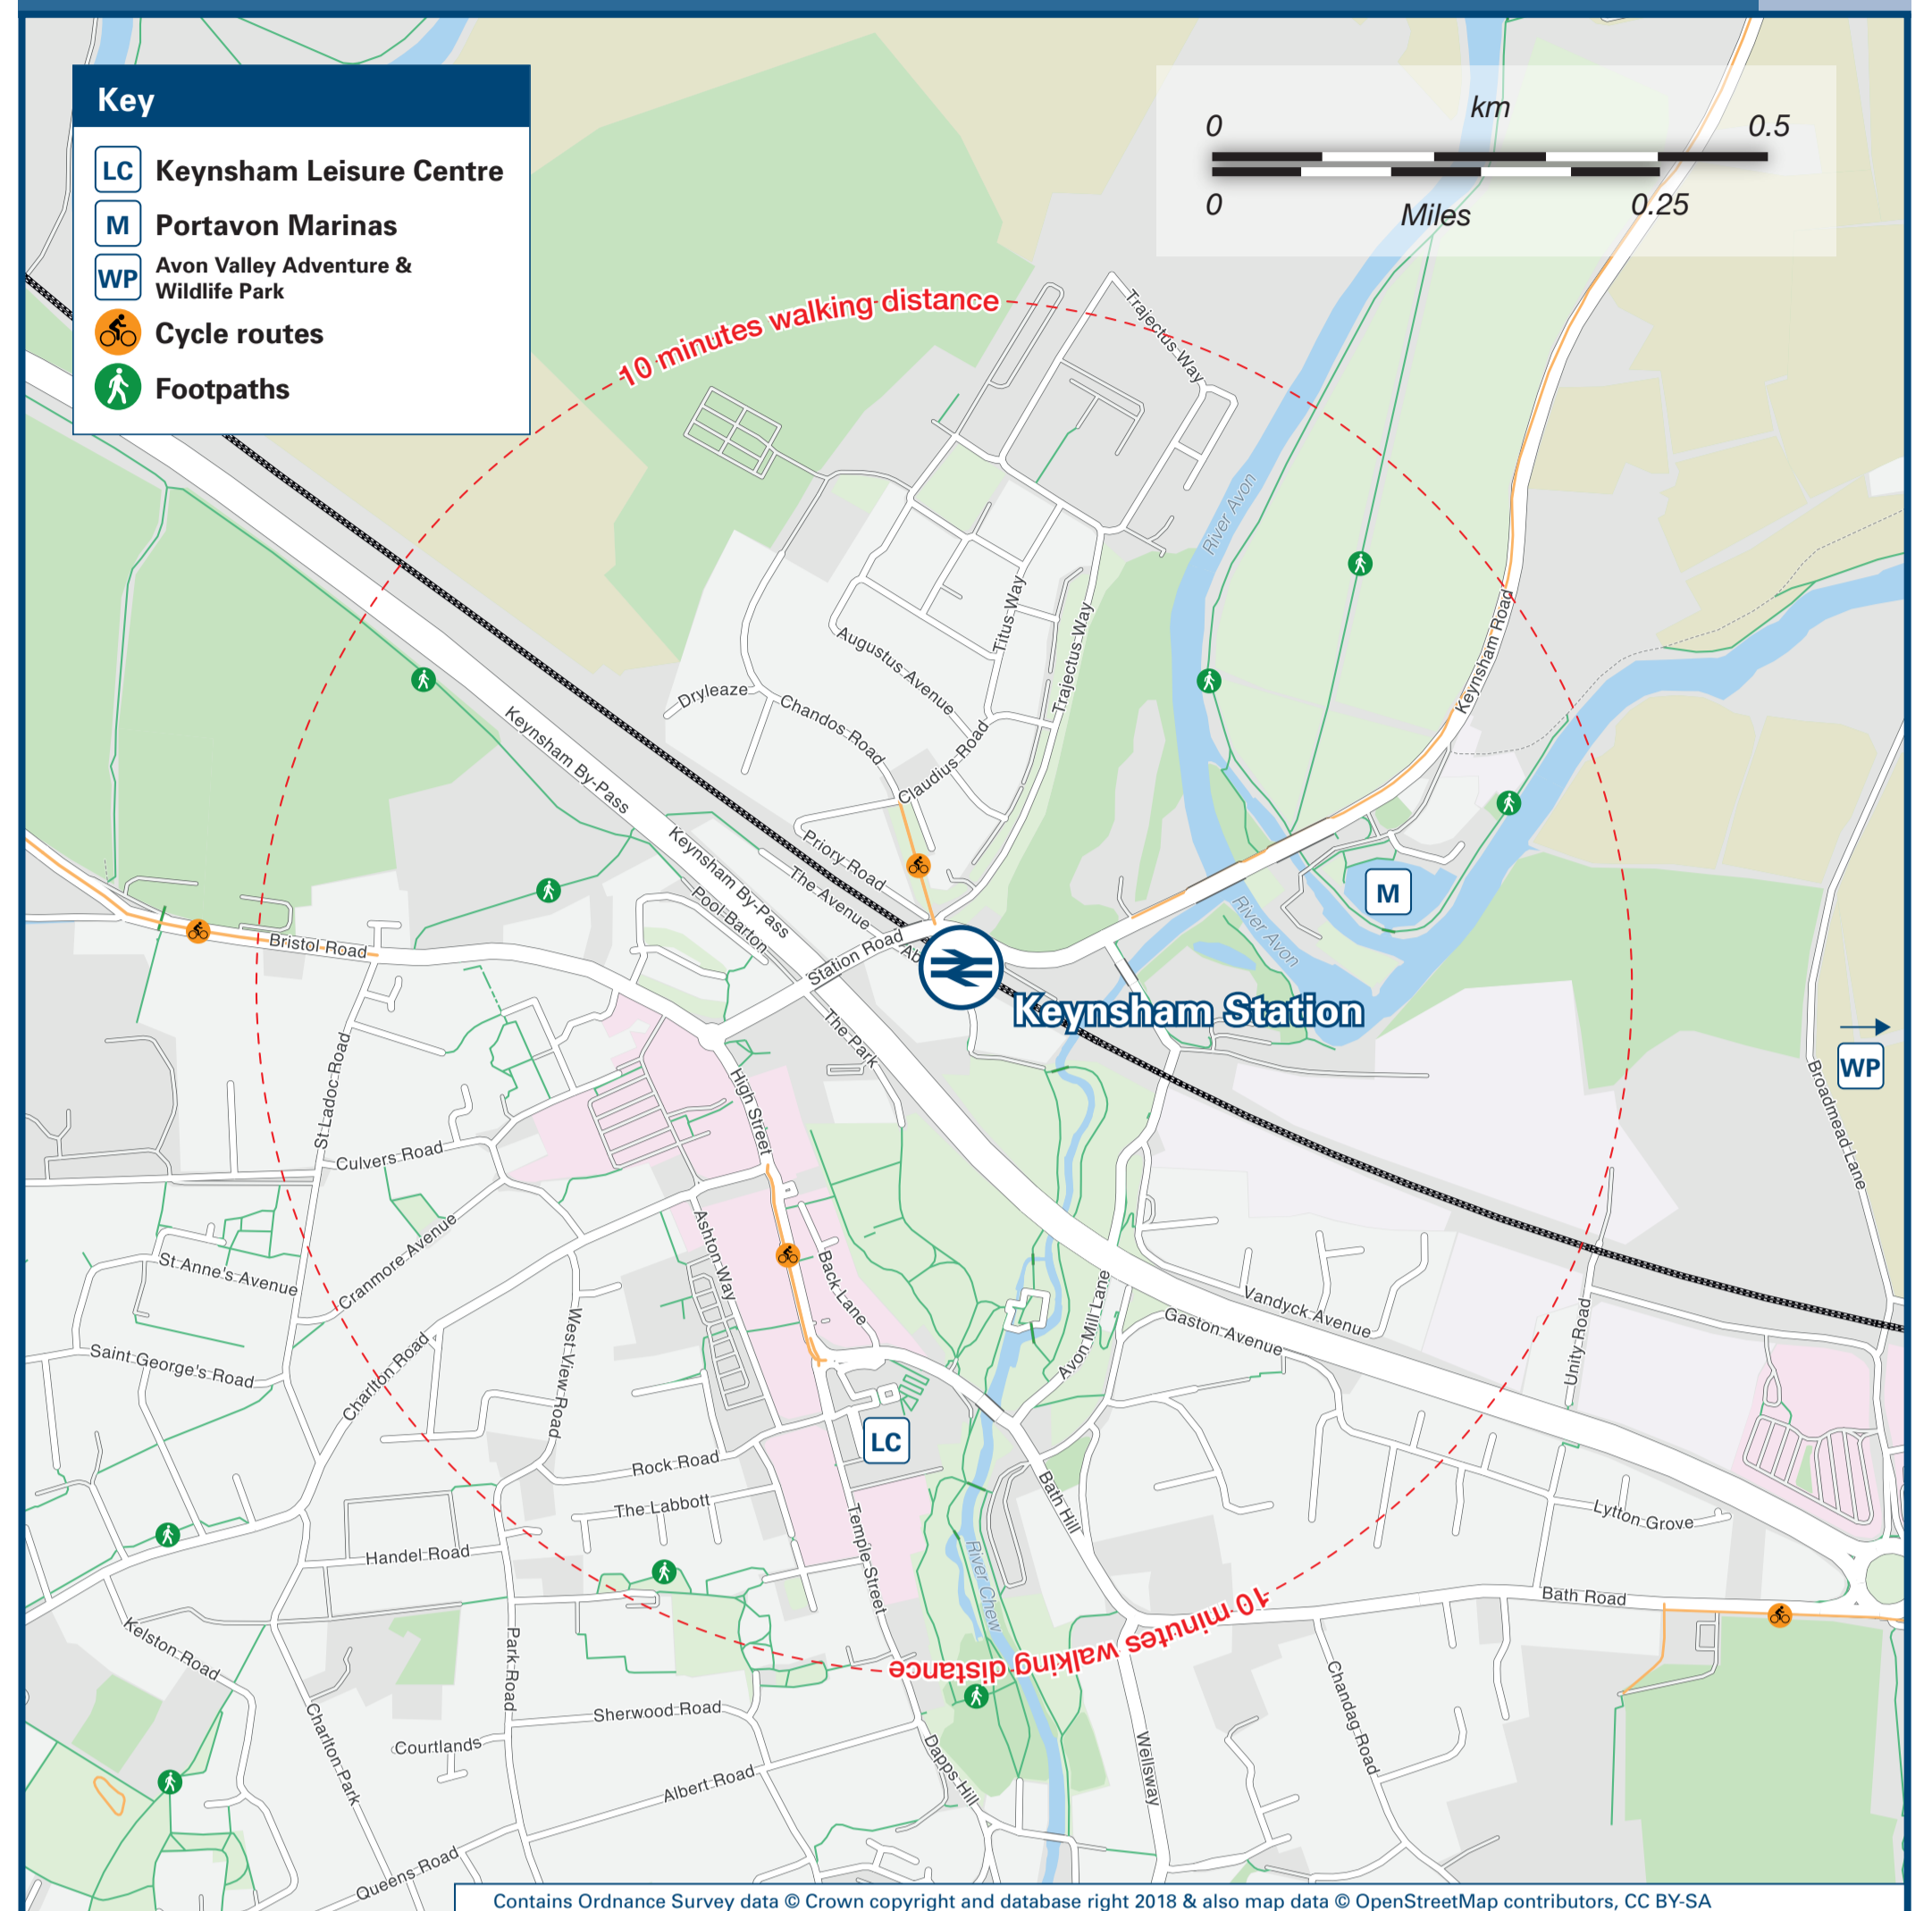 Key
LC Keynsham Leisure Centre
M Portavon Marinas
WP Avon Valley Adventure &
Wildlife Park
Cycle routes
Footpaths
km
0 0.5
0 0.25
Miles
10 minutes walking distance
Trajectus Way
River Avon
Keynsham Road
Titus Way
Trajectus Way
Augustus Avenue
Dryleaze
Chandos Road
Claudius Road
Keynsham By-Pass
Priory Road
Keynsham By-Pass
The Avenue
Pool Barton
M
River Avon
Bristol Road
Station Road
Ab
Keynsham Station
The Park
WP
High Street
St Ladoc Road
Broadmead Lane
Culvers Road
Ashton Way
Cranmore Avenue
St Anne's Avenue
Back Lane
Avon Mill Lane
Vandyck Avenue
Gaston Avenue
Unity Road
West View Road
Charlton Road
Saint George's Road
LC
Rock Road
Bath Hill
The Labbott
Temple Street
Lytton Grove
Handel Road
River Chew
Bath Road
10 minutes walking distance
Kelston Road
Park Road
Chandag Road
Charlton Park
Sherwood Road
Courtlands
Dapps Hill
Wellsway
Albert Road
Queens Road
Contains Ordnance Survey data © Crown copyright and database right 2018 & also map data © OpenStreetMap contributors, CC BY-SA